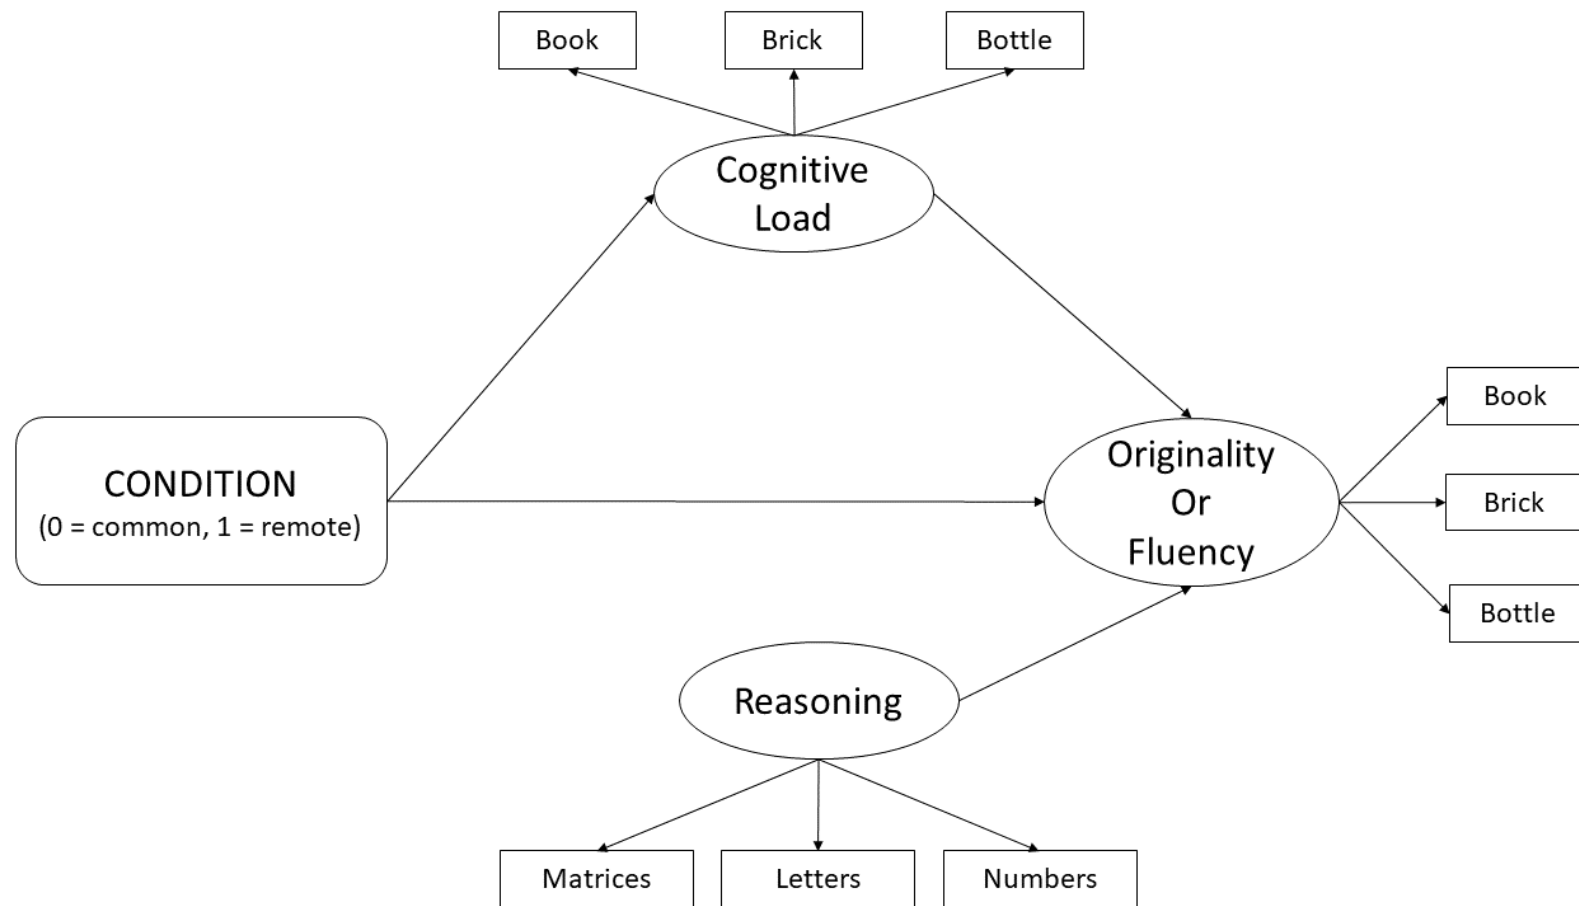 Book
Brick
Bottle
Cognitive
Load
CONDITION
(0 = common, 1 = remote)
Originality
Or
Fluency
Book
Brick
Bottle
Reasoning
Matrices
Letters
Numbers